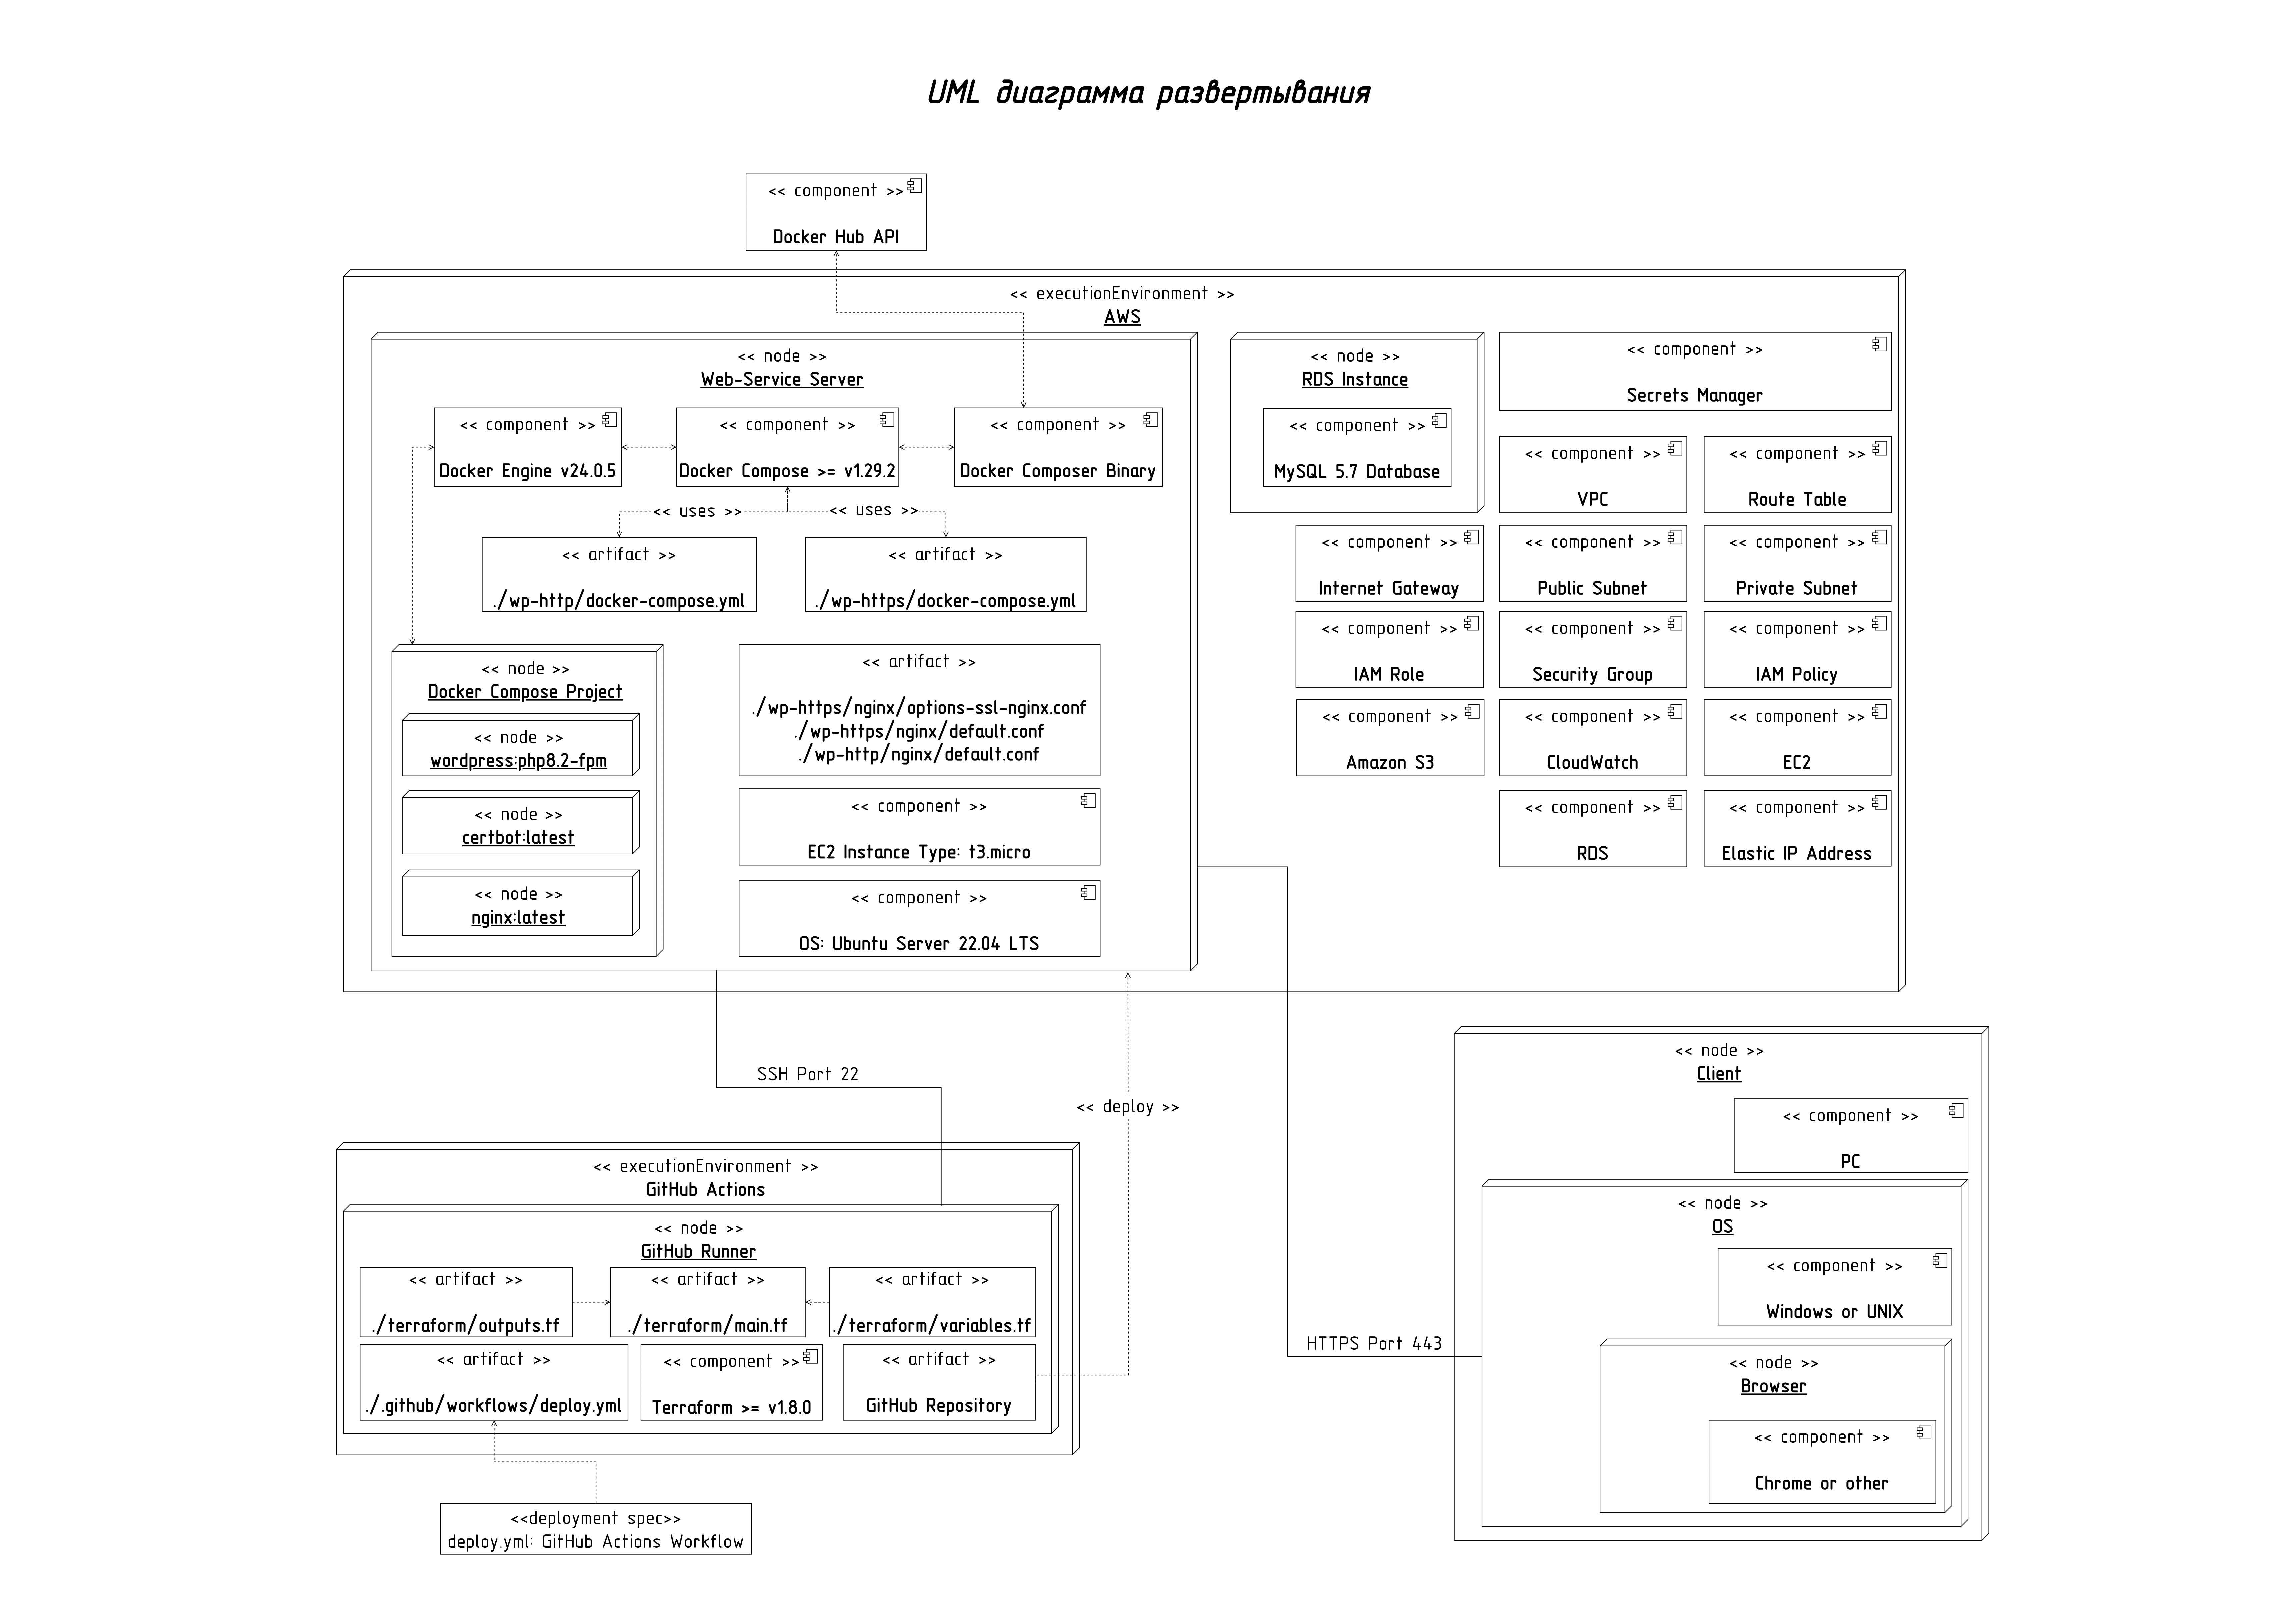 UML диаграмма развертывания
<< component >>
Docker Hub API
<< executionEnvironment >>
AWS
<< node >>
Web-Service Server
<< component >>
Docker Engine v24.0.5
<< component >>
Docker Compose >= v1.29.2
<< component >>
Docker Composer Binary
<< uses >>
<< uses >>
<< artifact >>
./wp-http/docker-compose.yml
<< artifact >>
./wp-https/docker-compose.yml
<< node >>
Docker Compose Project
<< node >>
wordpress:php8.2-fpm
<< node >>
certbot:latest
<< node >>
nginx:latest
<< artifact >>
./wp-https/nginx/options-ssl-nginx.conf
./wp-https/nginx/default.conf
./wp-http/nginx/default.conf
<< component >>
EC2 Instance Type: t3.micro
<< component >>
OS: Ubuntu Server 22.04 LTS
<< node >>
RDS Instance
<< component >>
MySQL 5.7 Database
<< component >>
Secrets Manager
<< component >>
VPC
<< component >>
Route Table
<< component >>
Internet Gateway
<< component >>
Public Subnet
<< component >>
Private Subnet
<< component >>
IAM Role
<< component >>
Security Group
<< component >>
IAM Policy
<< component >>
Amazon S3
<< component >>
CloudWatch
<< component >>
EC2
<< component >>
RDS
<< component >>
Elastic IP Address
SSH Port 22
<< deploy >>
HTTPS Port 443
<< executionEnvironment >>
GitHub Actions
<< node >>
GitHub Runner
<< artifact >>
./terraform/outputs.tf
<< artifact >>
./terraform/main.tf
<< artifact >>
./terraform/variables.tf
<< artifact >>
./.github/workflows/deploy.yml
<< component >>
Terraform >= v1.8.0
<< artifact >>
GitHub Repository
<<deployment spec>>
deploy.yml: GitHub Actions Workflow
<< node >>
Client
<< component >>
PC
<< node >>
OS
<< component >>
Windows or UNIX
<< node >>
Browser
<< component >>
Chrome or other